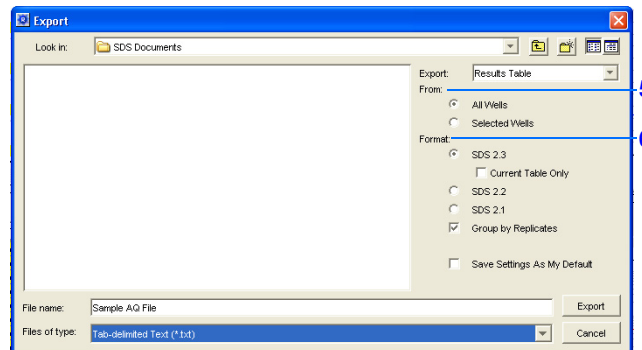 Export
Look in: SDS Documents
Export: Results Table
From:
All Wells
Selected Wells
Format:
SDS 2.3
Current Table Only
SDS 2.2
SDS 2.1
Group by Replicates
Save Settings As My Default
File name: Sample AQ File
Export
Files of type: Tab-delimited Text (*.txt)
Cancel